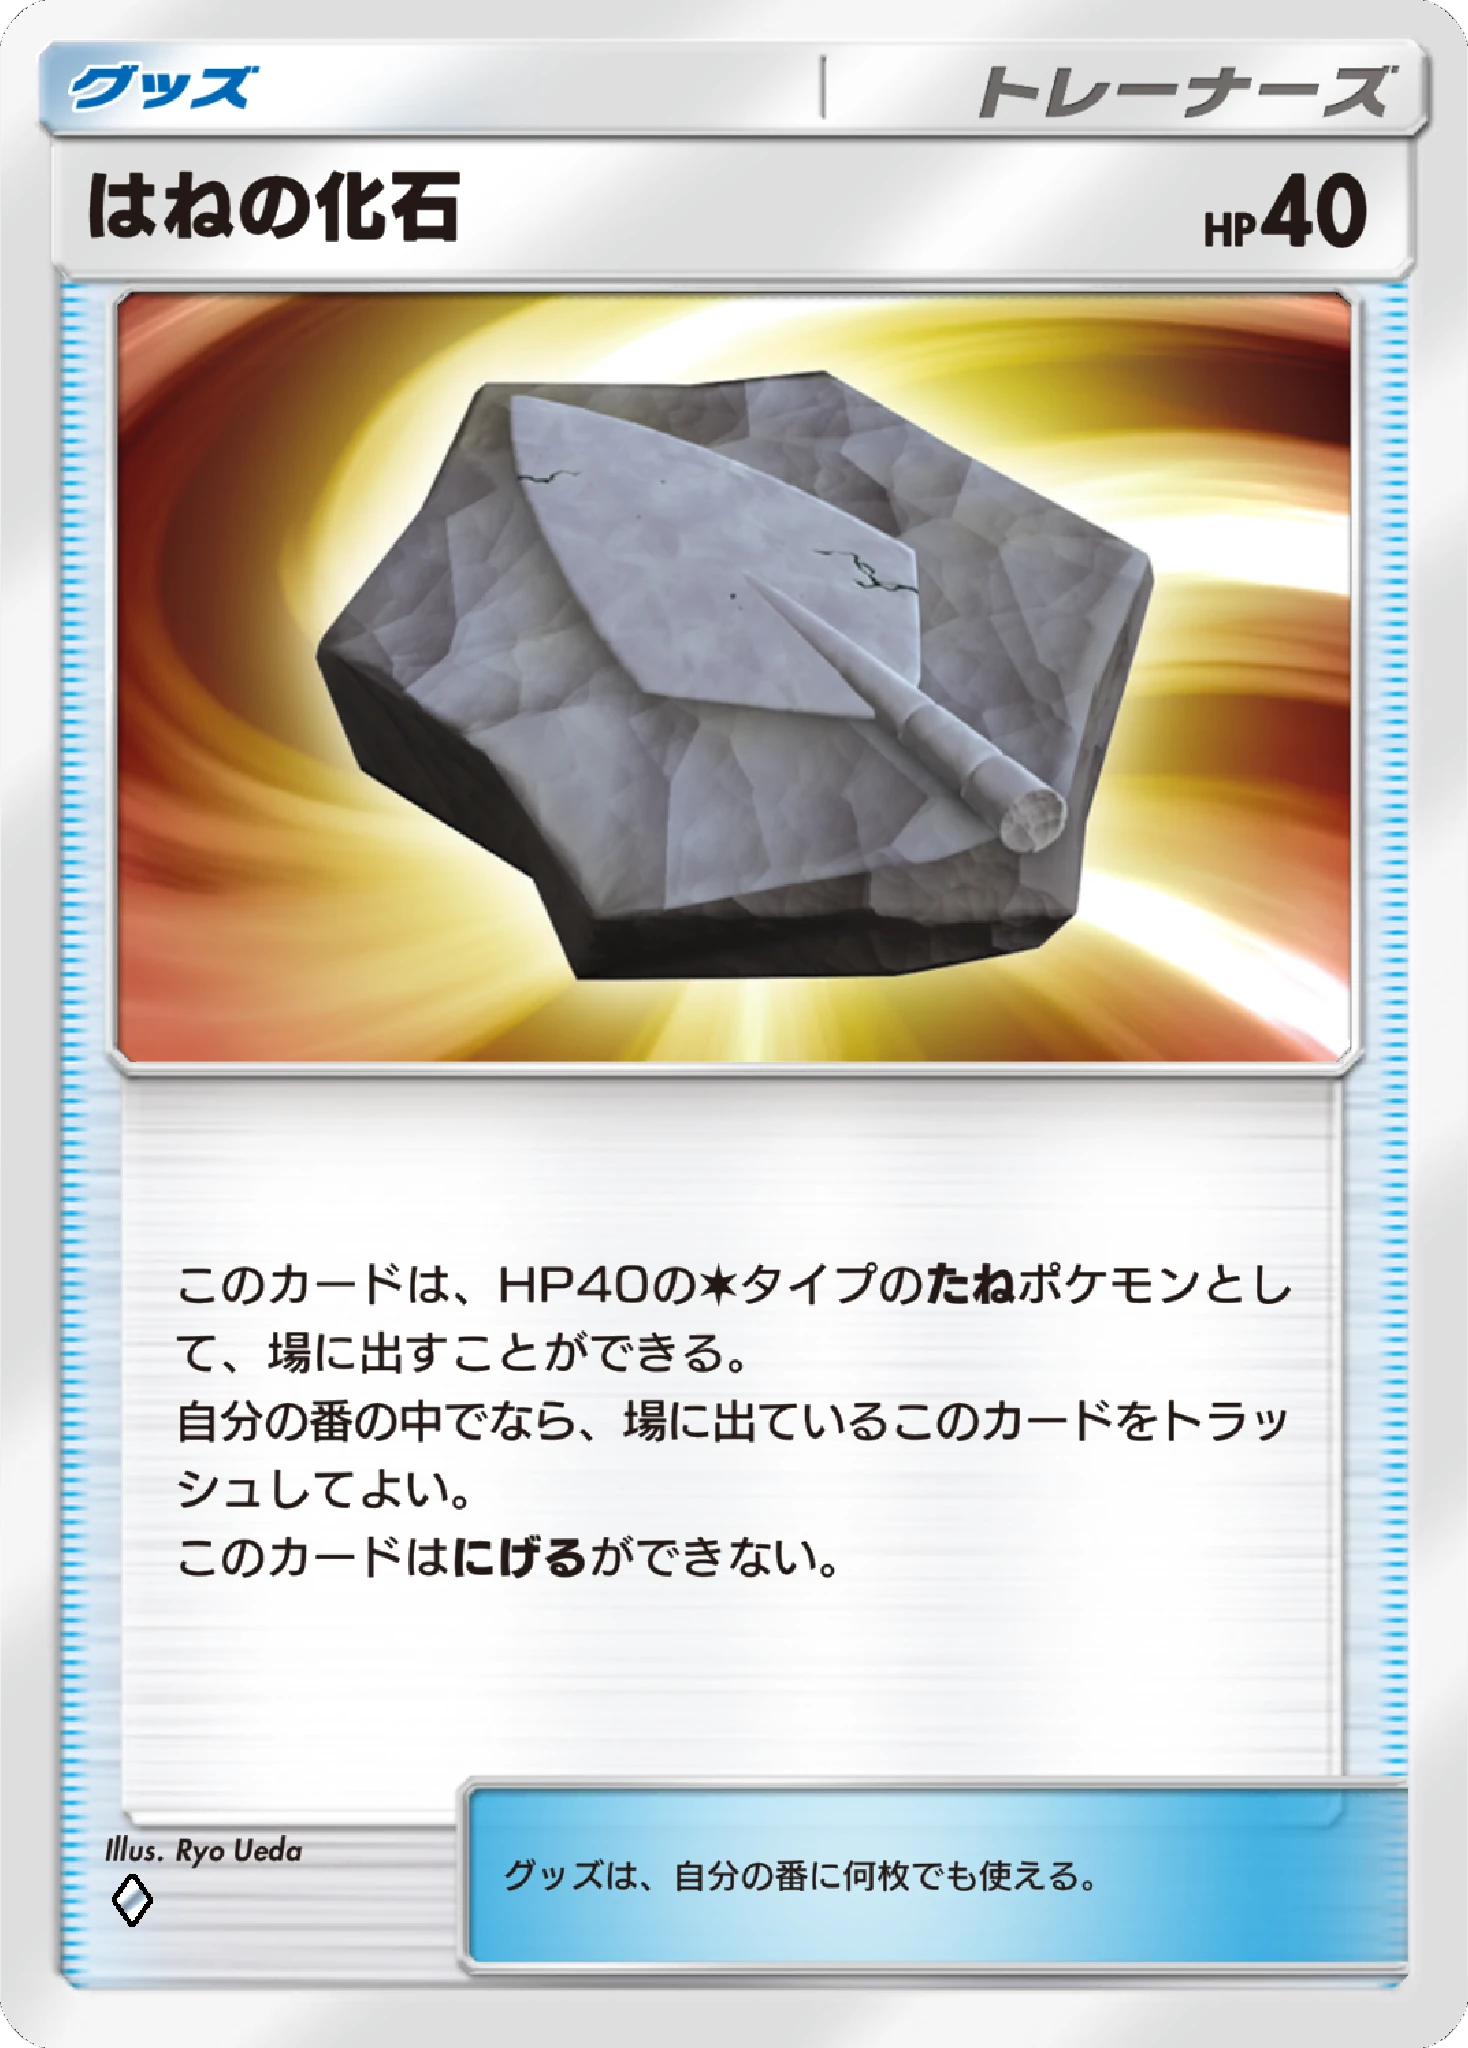 グッズ
トレーナーズ
はねの化石
HP40
このカードは、HP40の✶タイプのたねポケモンとし
て、場に出すことができる。
自分の番の中でなら、場に出ているこのカードをトラッ
シュしてよい。
このカードはにげるができない。
Illus. Ryo Ueda
グッズは、自分の番に何枚でも使える。